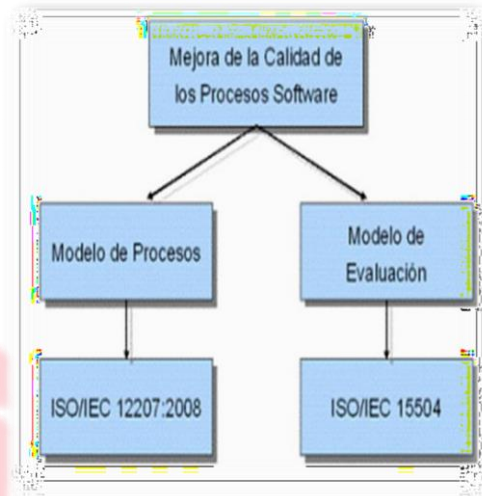 Mejora de la Calidad de
los Procesos Software
Modelo de Procesos
Modelo de
Evaluación
ISO/IEC 12207:2008
ISO/IEC 15504